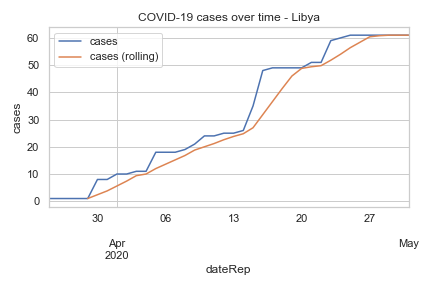 COVID-19 cases over time - Libya
cases
cases (rolling)
60
50
40
30
20
10
0
cases
30
06
13
20
27
Apr
2020
May
dateRep